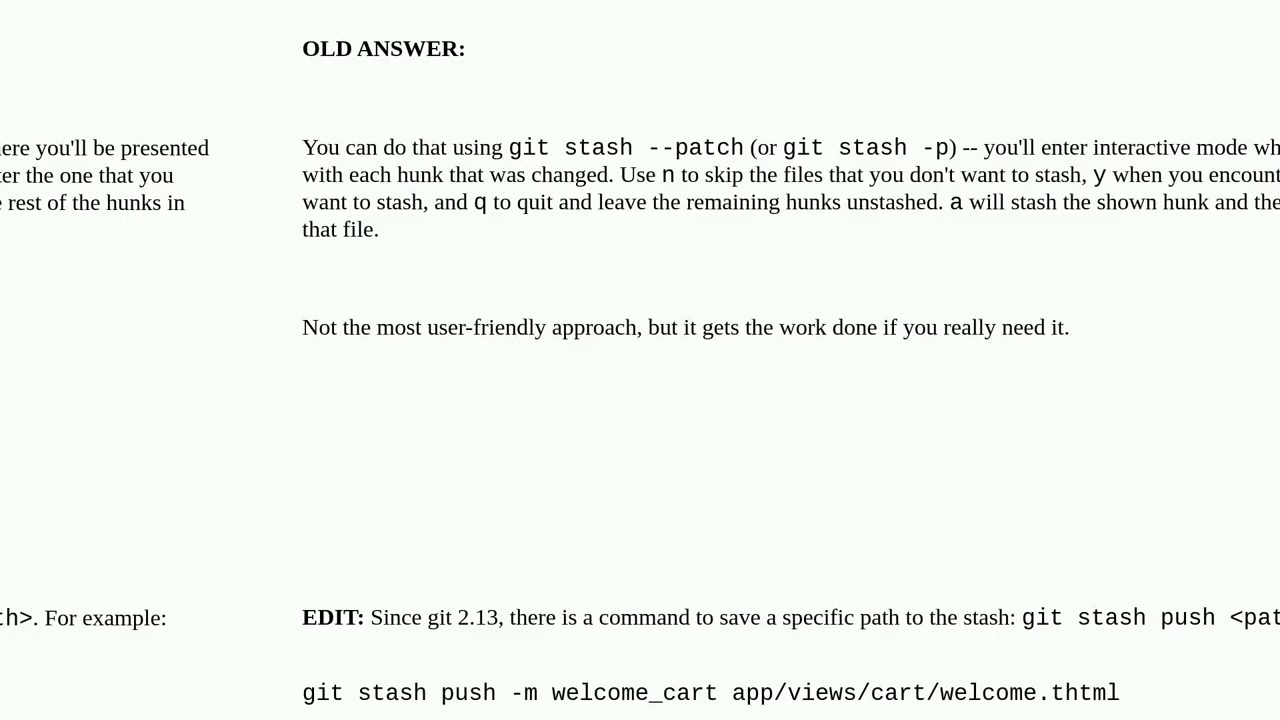 OLD ANSWER:
ere you'll be presented
You can do that using git stash --patch (or git stash -p) -- you'll enter interactive mode wh
ter the one that you
with each hunk that was changed. Use n to skip the files that you don't want to stash, y when you encount
rest of the hunks in
want to stash, and q to quit and leave the remaining hunks unstashed. a will stash the shown hunk and the
that file.
Not the most user-friendly approach, but it gets the work done if you really need it.
th>. For example:
EDIT: Since git 2.13, there is a command to save a specific path to the stash: git stash push <pat
git stash push -m welcome_cart app/views/cart/welcome.thtml